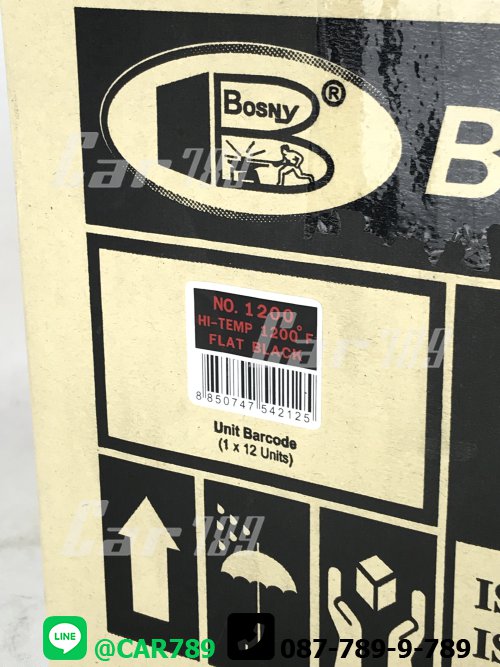 BOSNY ®
B
NO. 1200
HI-TEMP 1200°F
FLAT BLACK
8 850747 542125
Unit Barcode
(1 x 12 Units)
Car789
Car789
Car789
LINE @CAR789 087-789-9-789